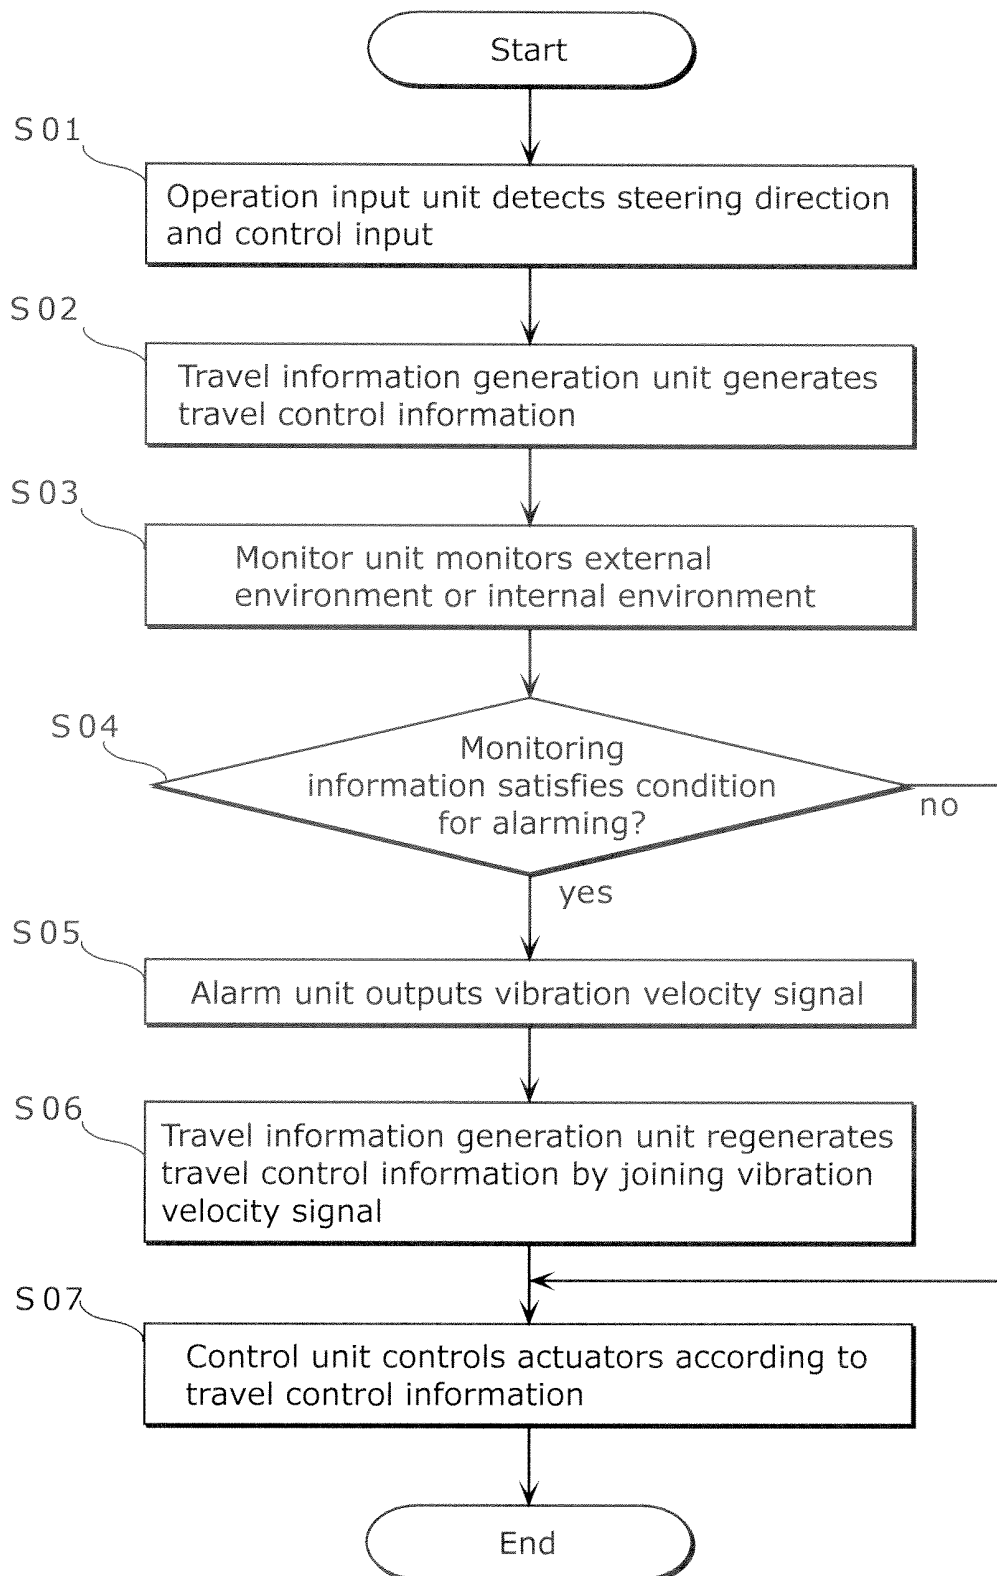 Start
S01
Operation input unit detects steering direction
and control input
S02
Travel information generation unit generates
travel control information
S03
Monitor unit monitors external
environment or internal environment
S04
Monitoring
information satisfies condition
for alarming?
no
yes
S05
Alarm unit outputs vibration velocity signal
S06
Travel information generation unit regenerates
travel control information by joining vibration
velocity signal
S07
Control unit controls actuators according to
travel control information
End